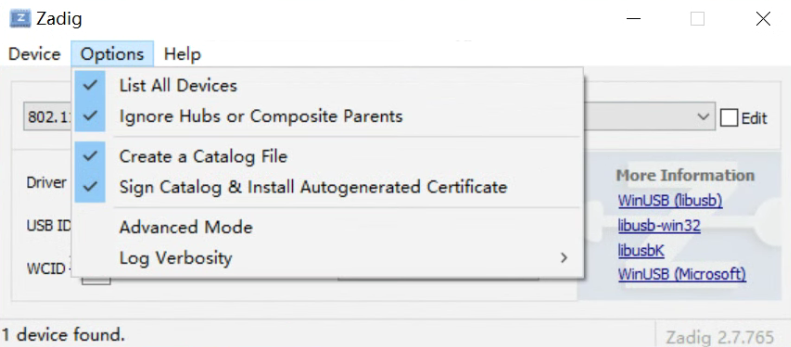 Zadig
Device Options Help
List All Devices
Ignore Hubs or Composite Parents
802.1
Edit
Create a Catalog File
Sign Catalog & Install Autogenerated Certificate
Advanced Mode
Log Verbosity
Driver
USB ID
WCID
More Information
WinUSB (libusb)
libusb-win32
libusbK
WinUSB (Microsoft)
1 device found.
Zadig 2.7.765